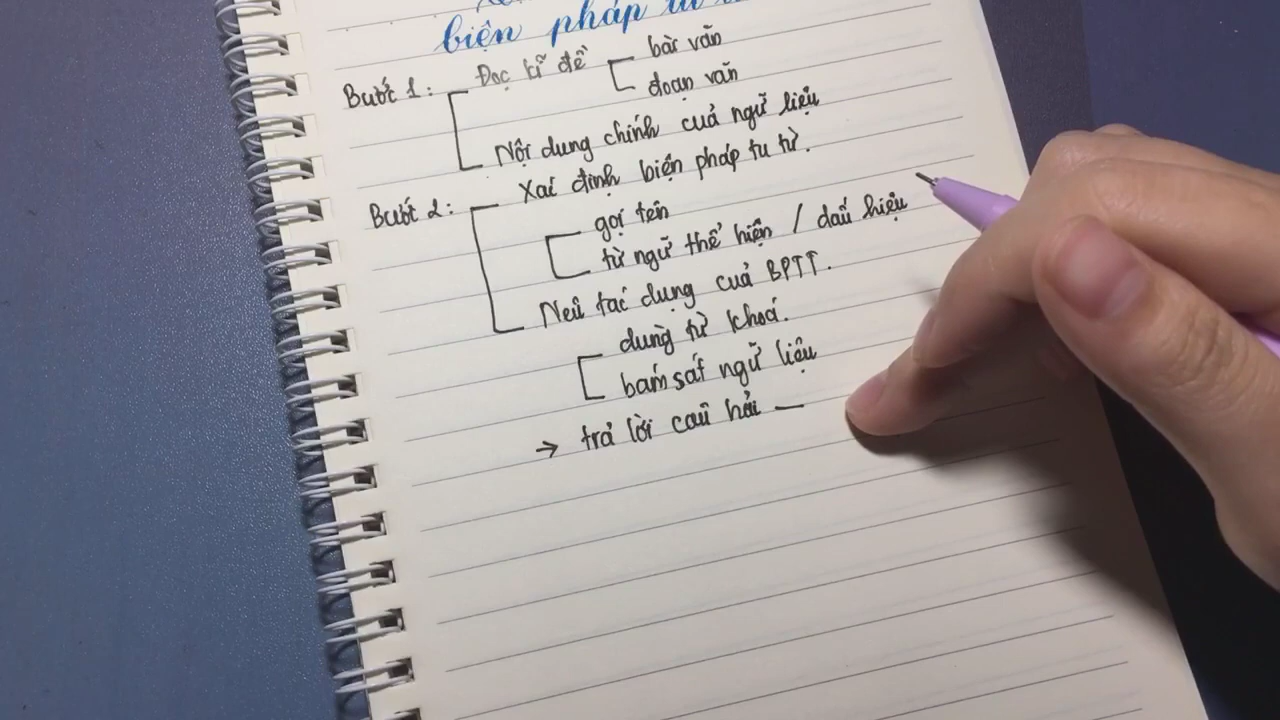 biện pháp tu
Bước 1: Đọc kĩ đề
bài văn
đoạn văn
Nội dung chính của ngữ liệu
Bước 2: Xác định biện pháp tu từ.
gọi tên
từ ngữ thể hiện / dấu hiệu
Nêu tác dụng của BPTT.
dùng từ khoá.
bám sát ngữ liệu
→ trả lời câu hỏi —